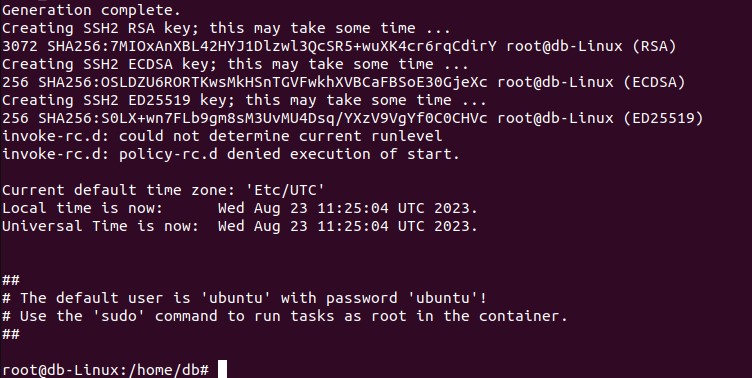 Generation complete.
Creating SSH2 RSA key; this may take some time ...
3072 SHA256:7MIOxAnXBL42HYJ1Dlzwl3QcSR5+wuXK4cr6rqCdirY root@db-Linux (RSA)
Creating SSH2 ECDSA key; this may take some time ...
256 SHA256:OSLDZU6RORTKwsMkHSnTGVFwkhXVBCaFBSoE30GjeXc root@db-Linux (ECDSA)
Creating SSH2 ED25519 key; this may take some time ...
256 SHA256:S0LX+wn7FLb9gm8sM3UvMU4Dsq/YXzV9VgYf0C0CHVc root@db-Linux (ED25519)
invoke-rc.d: could not determine current runlevel
invoke-rc.d: policy-rc.d denied execution of start.
Current default time zone: 'Etc/UTC'
Local time is now:      Wed Aug 23 11:25:04 UTC 2023.
Universal Time is now:  Wed Aug 23 11:25:04 UTC 2023.
##
# The default user is 'ubuntu' with password 'ubuntu'!
# Use the 'sudo' command to run tasks as root in the container.
##
root@db-Linux:/home/db#